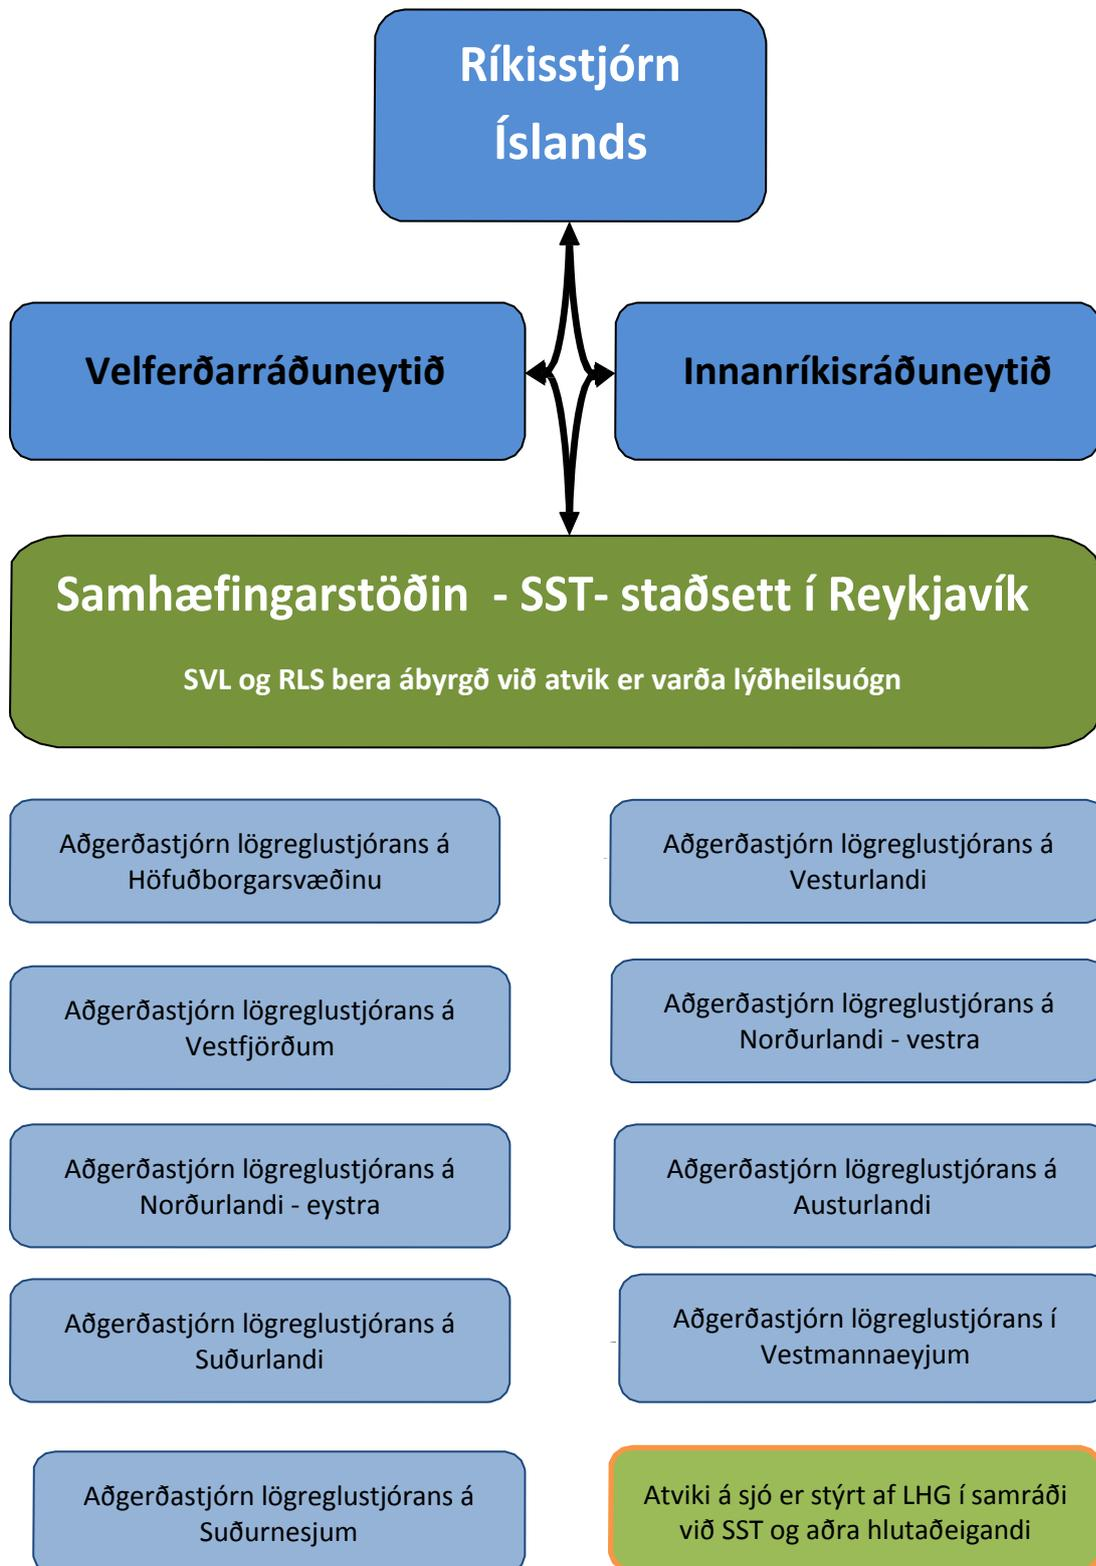 Ríkisstjórn
Íslands
Velferðarráðuneytið
Innanríkisráðuneytið
Samhæfingarstöðin - SST- staðsett í Reykjavík
SVL og RLS bera ábyrgð við atvik er varða lýðheilsuógn
Aðgerðastjórn lögreglustjórans á
Höfuðborgarsvæðinu
Aðgerðastjórn lögreglustjórans á
Vesturlandi
Aðgerðastjórn lögreglustjórans á
Vestfjörðum
Aðgerðastjórn lögreglustjórans á
Norðurlandi - vestra
Aðgerðastjórn lögreglustjórans á
Norðurlandi - eystra
Aðgerðastjórn lögreglustjórans á
Austurlandi
Aðgerðastjórn lögreglustjórans á
Suðurlandi
Aðgerðastjórn lögreglustjórans í
Vestmannaeyjum
Aðgerðastjórn lögreglustjórans á
Suðurnesjum
Atviki á sjó er stýrt af LHG í samráði
við SST og aðra hlutaðeigandi